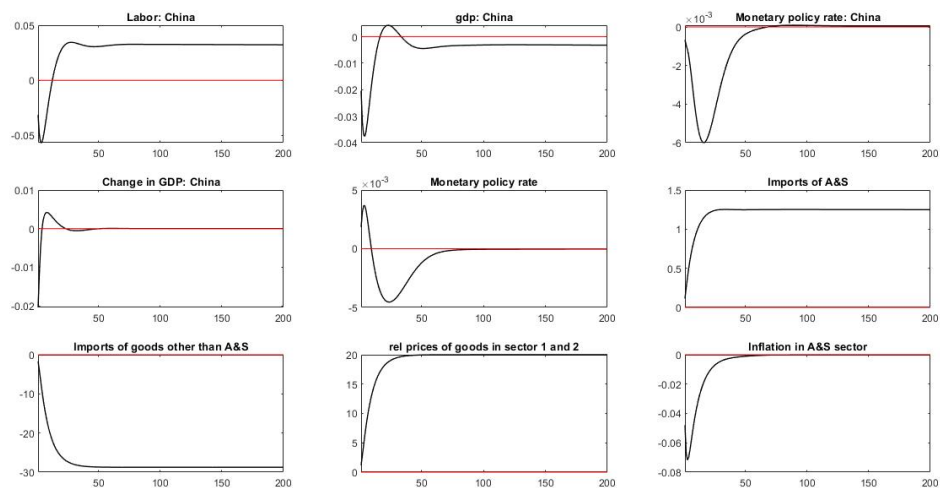 Labor: China
0.05
0
-0.05
50 100 150 200
gdp: China
0
-0.01
-0.02
-0.03
-0.04
50 100 150 200
Monetary policy rate: China
×10-3
0
-2
-4
-6
50 100 150 200
Change in GDP: China
0.01
0
-0.01
-0.02
50 100 150 200
Monetary policy rate
×10-3
5
0
-5
50 100 150 200
Imports of A&S
1.5
1
0.5
0
50 100 150 200
Imports of goods other than A&S
0
-10
-20
-30
50 100 150 200
rel prices of goods in sector 1 and 2
20
15
10
5
0
50 100 150 200
Inflation in A&S sector
0
-0.02
-0.04
-0.06
-0.08
50 100 150 200